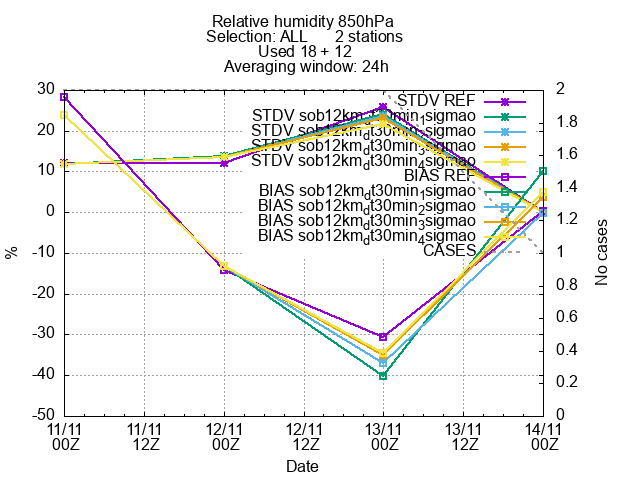 Relative humidity 850hPa
Selection: ALL 2 stations
Used 18 + 12
Averaging window: 24h
STDV REF
STDV sob12km_dt30min_1sigmao
STDV sob12km_dt30min_2sigmao
STDV sob12km_dt30min_3sigmao
STDV sob12km_dt30min_4sigmao
BIAS REF
BIAS sob12km_dt30min_1sigmao
BIAS sob12km_dt30min_2sigmao
BIAS sob12km_dt30min_3sigmao
BIAS sob12km_dt30min_4sigmao
CASES
30
20
10
0
-10
-20
-30
-40
-50
%
2
1.8
1.6
1.4
1.2
1
0.8
0.6
0.4
0.2
0
No cases
11/11 11/11 12/11 12/11 13/11 13/11 14/11
00Z 12Z 00Z 12Z 00Z 12Z 00Z
Date